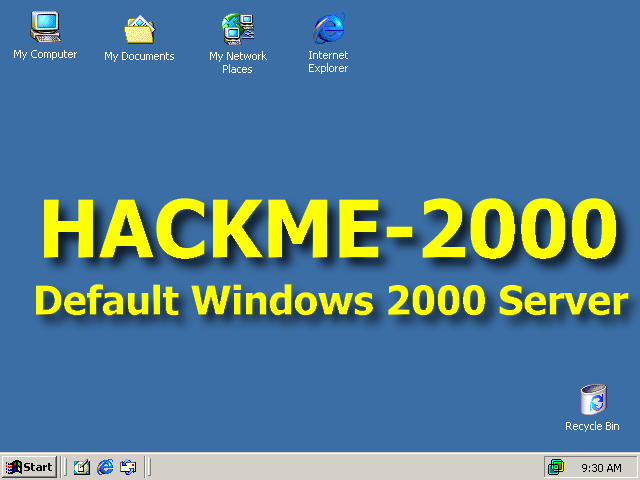 My Computer
My Documents
My Network
Places
Internet
Explorer
HACKME-2000
Default Windows 2000 Server
Recycle Bin
Start
9:30 AM